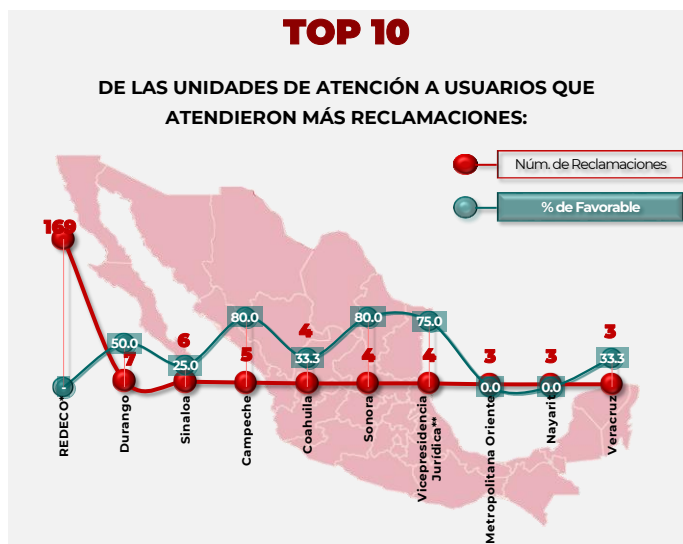 TOP 10
DE LAS UNIDADES DE ATENCIÓN A USUARIOS QUE
ATENDIERON MÁS RECLAMACIONES:
Núm. de Reclamaciones
% de Favorable
169
7
6
5
4
4
4
3
3
3
-
50.0
25.0
80.0
33.3
80.0
75.0
0.0
0.0
33.3
REDECO*
Durango
Sinaloa
Campeche
Coahuila
Sonora
Vicepresidencia
Jurídica**
Metropolitana Oriente
Nayarit
Veracruz